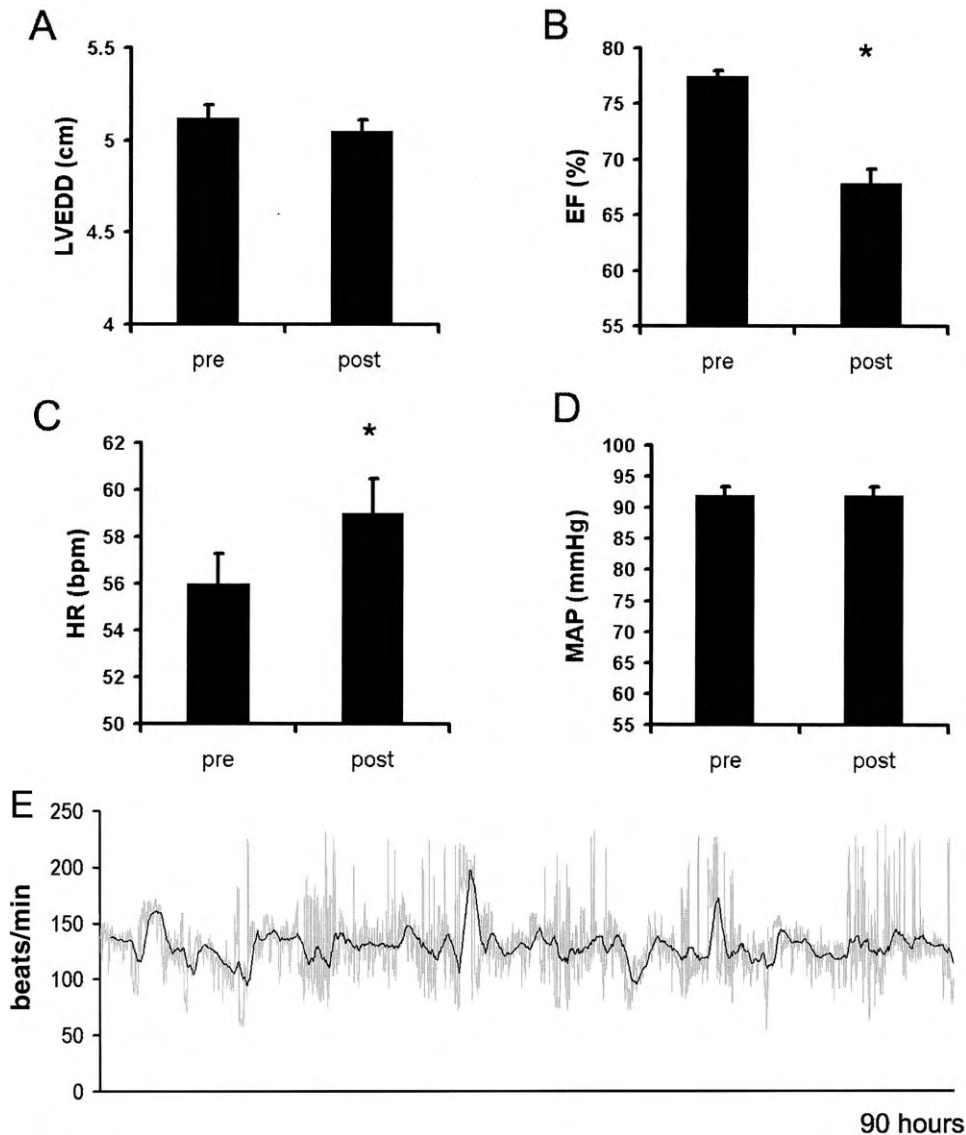 A
LVEDD (cm)
5.5
5
4.5
4
pre post
B
*
EF (%)
80
75
70
65
60
55
pre post
C
*
HR (bpm)
62
60
58
56
54
52
50
pre post
D
MAP (mmHg)
100
95
90
85
80
75
70
65
60
55
pre post
E
beats/min
250
200
150
100
50
0
90 hours